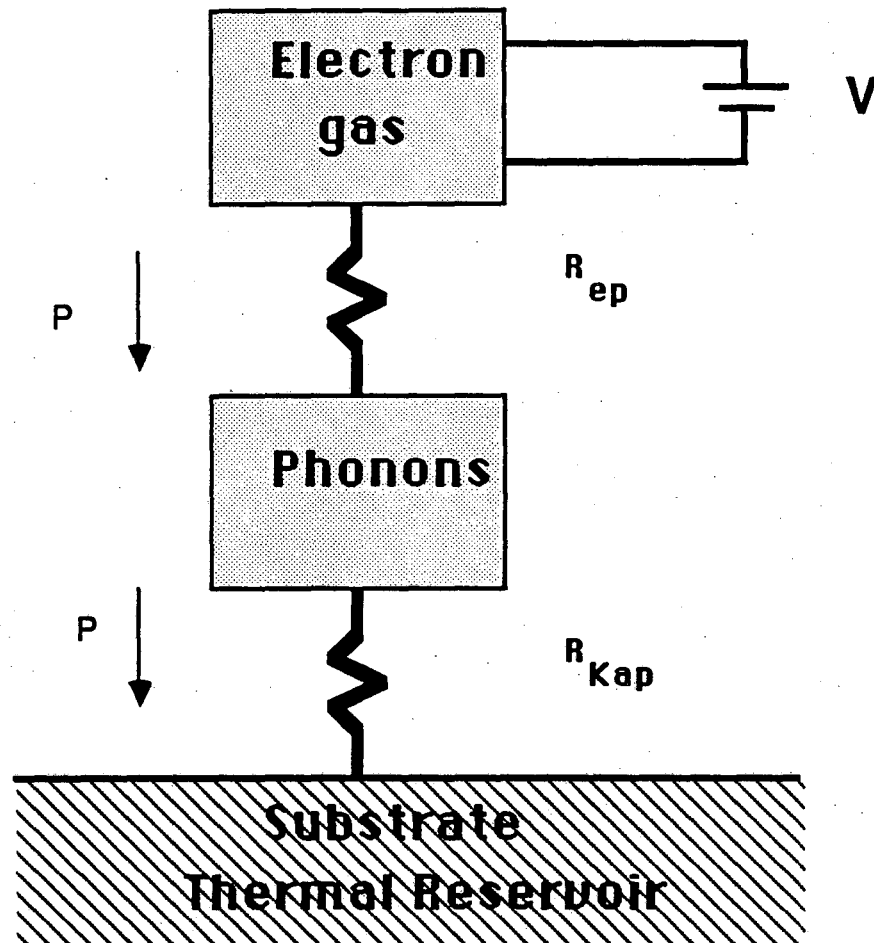 Electron
gas
V
R ep
P
Phonons
P
R Kap
Substrate
Thermal Reservoir